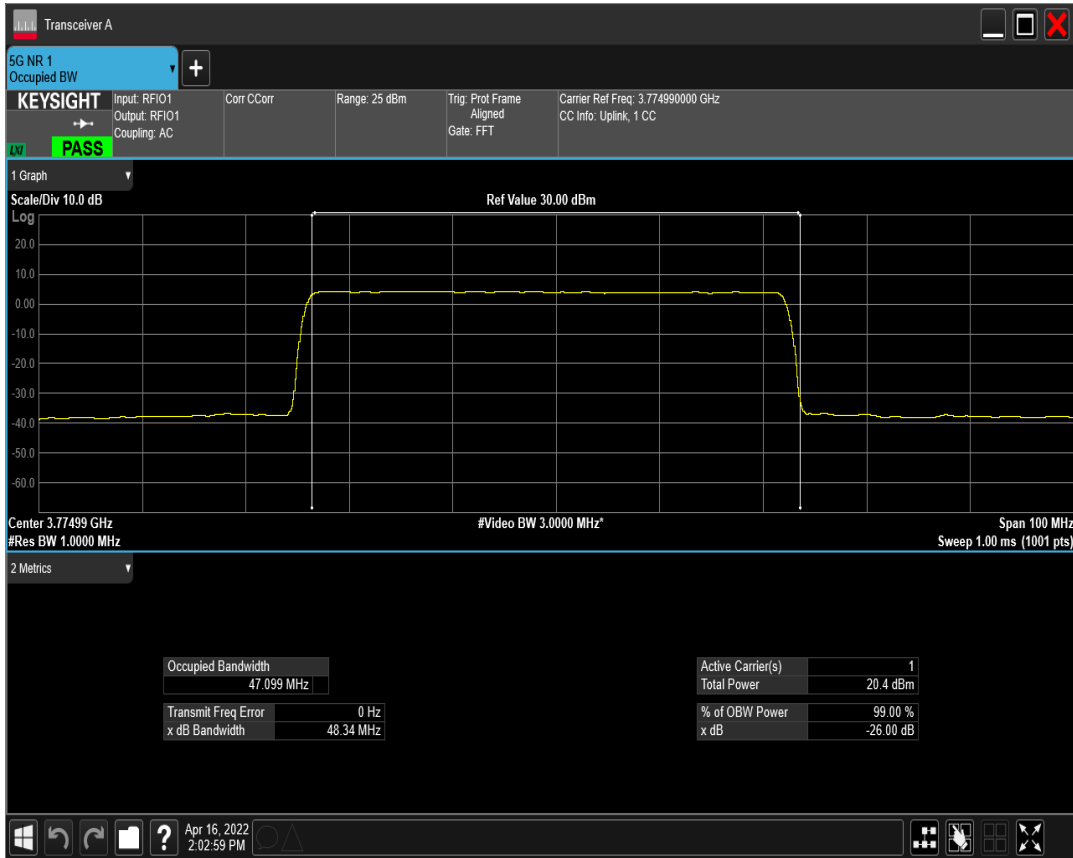 Transceiver A
5G NR 1
Occupied BW
KEYSIGHT
LXI
PASS
Input: RFIO1
Output: RFIO1
Coupling: AC
Corr CCorr
Range: 25 dBm
Trig: Prot Frame
Aligned
Gate: FFT
Carrier Ref Freq: 3.774990000 GHz
CC Info: Uplink, 1 CC
1 Graph
Scale/Div 10.0 dB
Ref Value 30.00 dBm
Log
20.0
10.0
0.00
-10.0
-20.0
-30.0
-40.0
-50.0
-60.0
Center 3.77499 GHz
#Video BW 3.0000 MHz*
Span 100 MHz
#Res BW 1.0000 MHz
Sweep 1.00 ms (1001 pts)
2 Metrics
Occupied Bandwidth
47.099 MHz
Transmit Freq Error 0 Hz
x dB Bandwidth 48.34 MHz
Active Carrier(s) 1
Total Power 20.4 dBm
% of OBW Power 99.00 %
x dB -26.00 dB
?
Apr 16, 2022
2:02:59 PM